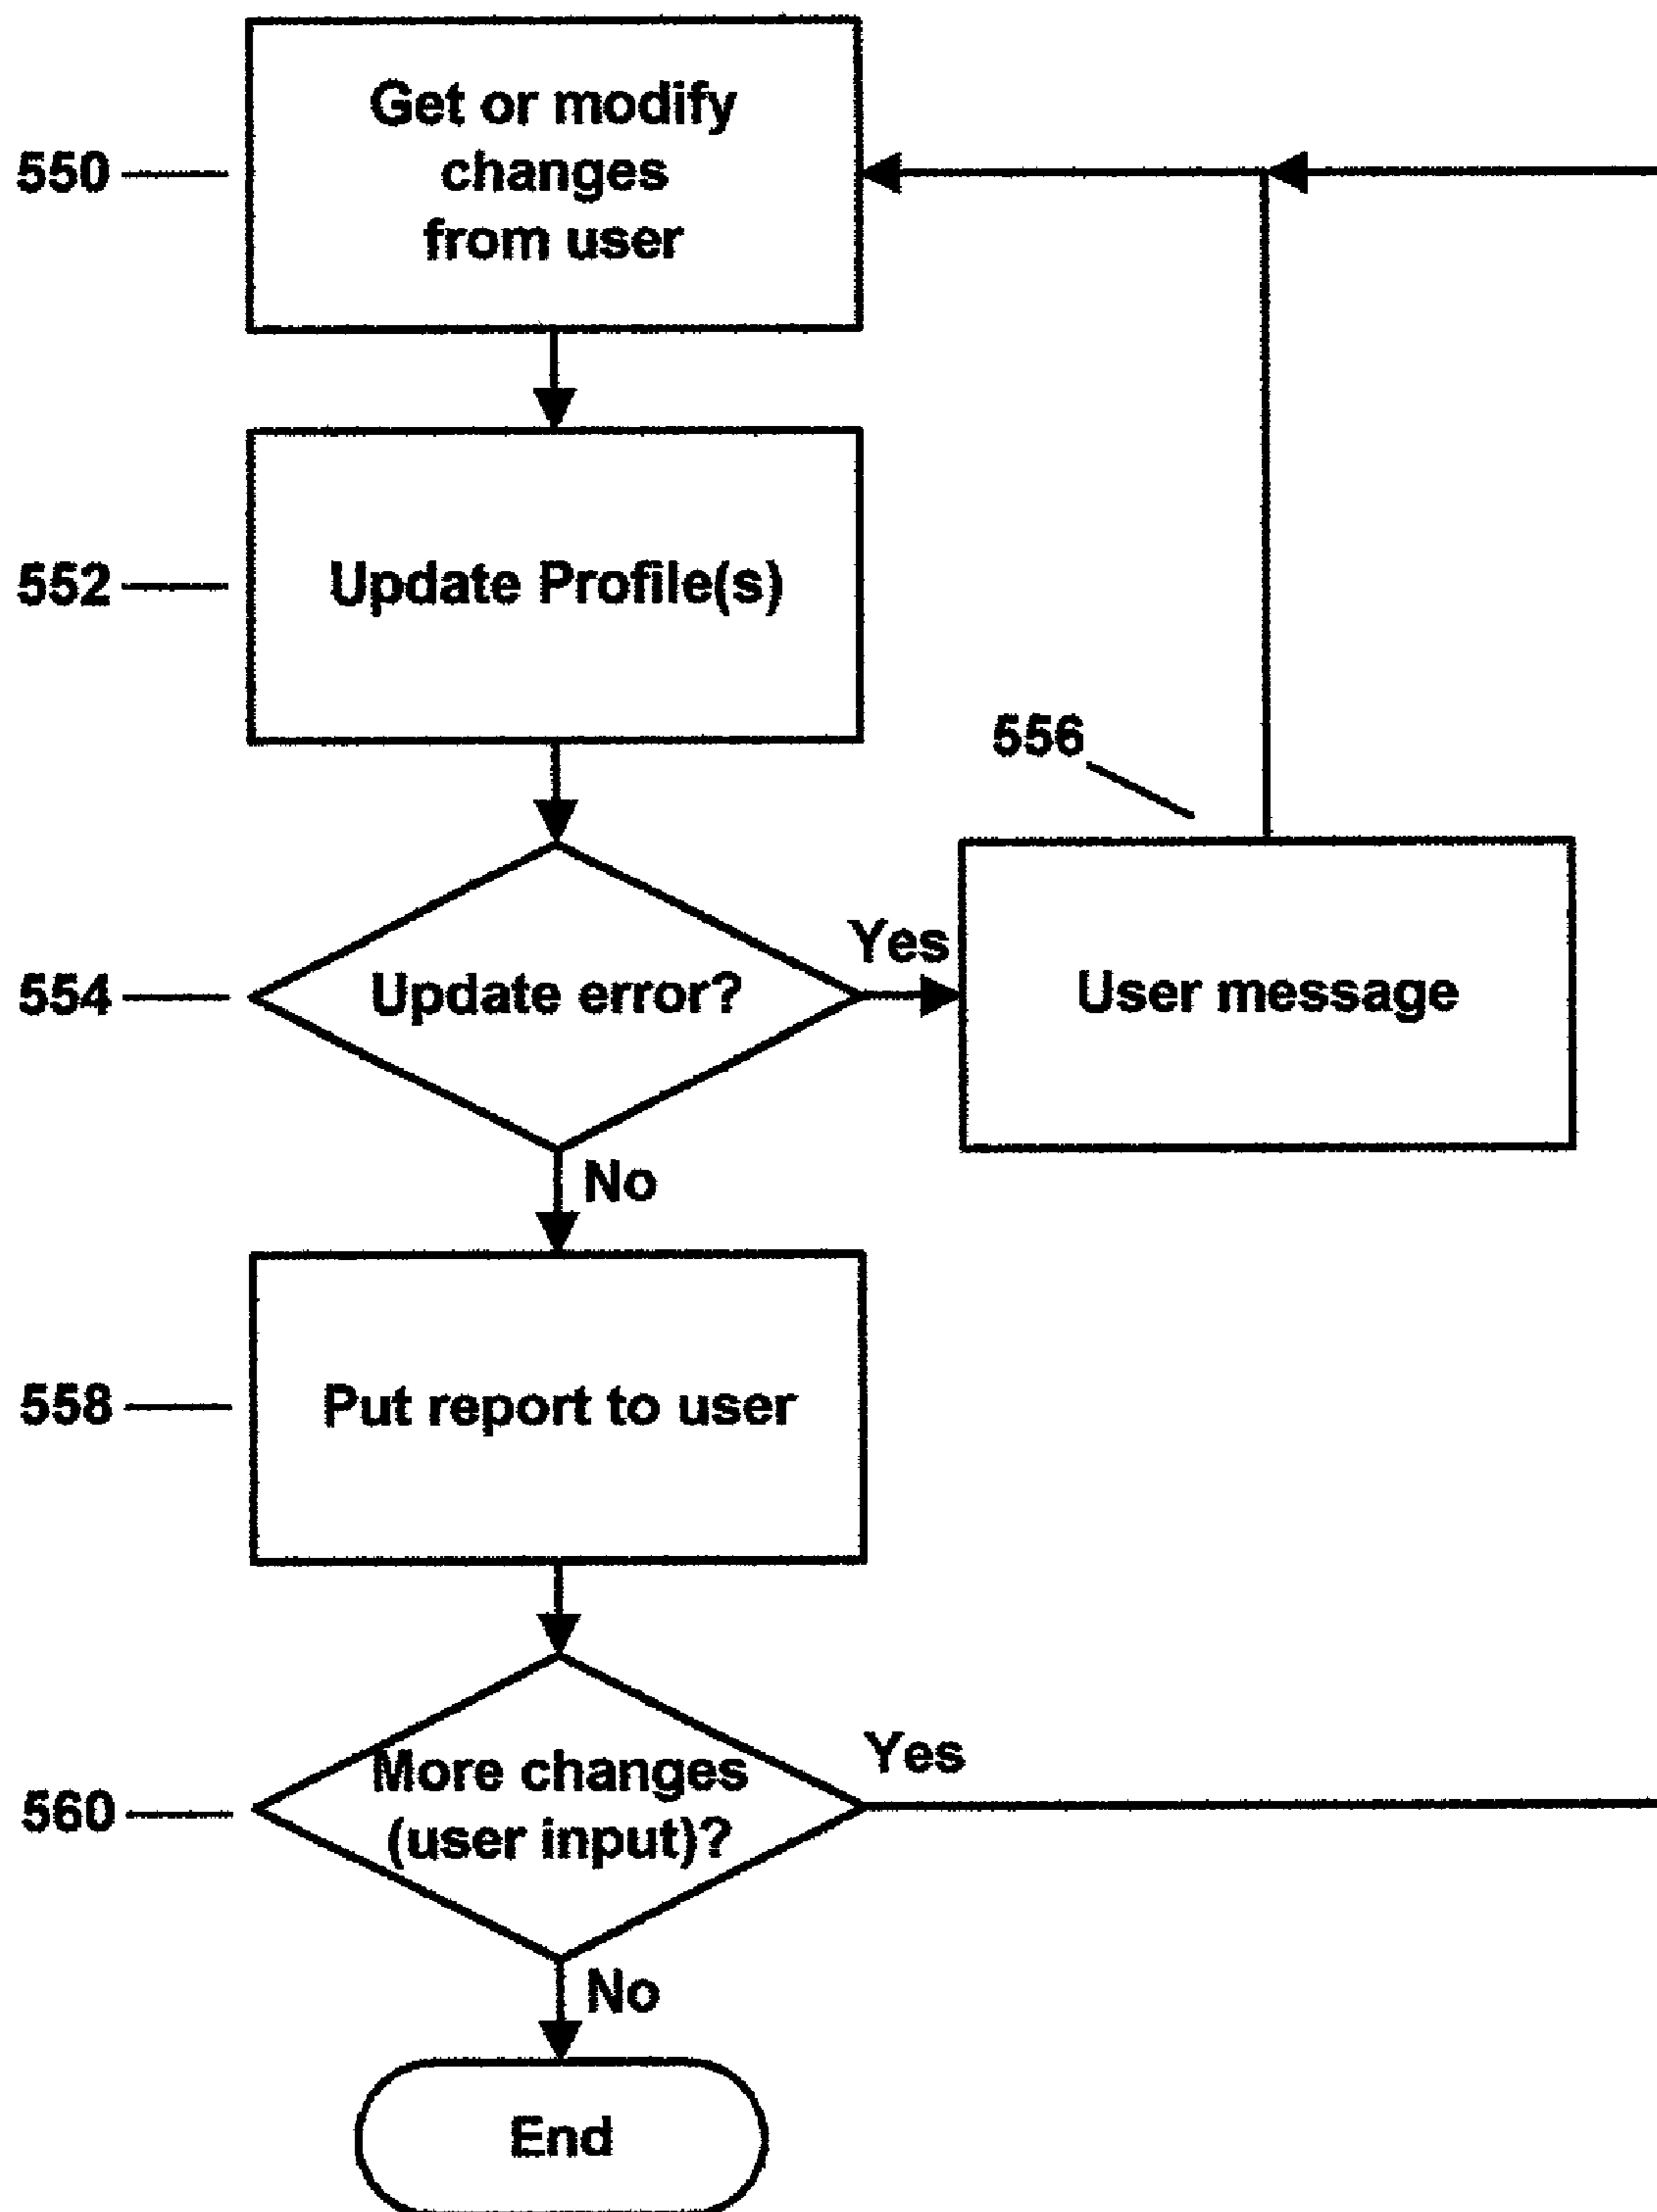 550
Get or modify
changes
from user
552
Update Profile(s)
556
554
Update error?
Yes
User message
No
558
Put report to user
560
More changes
(user input)?
Yes
No
End